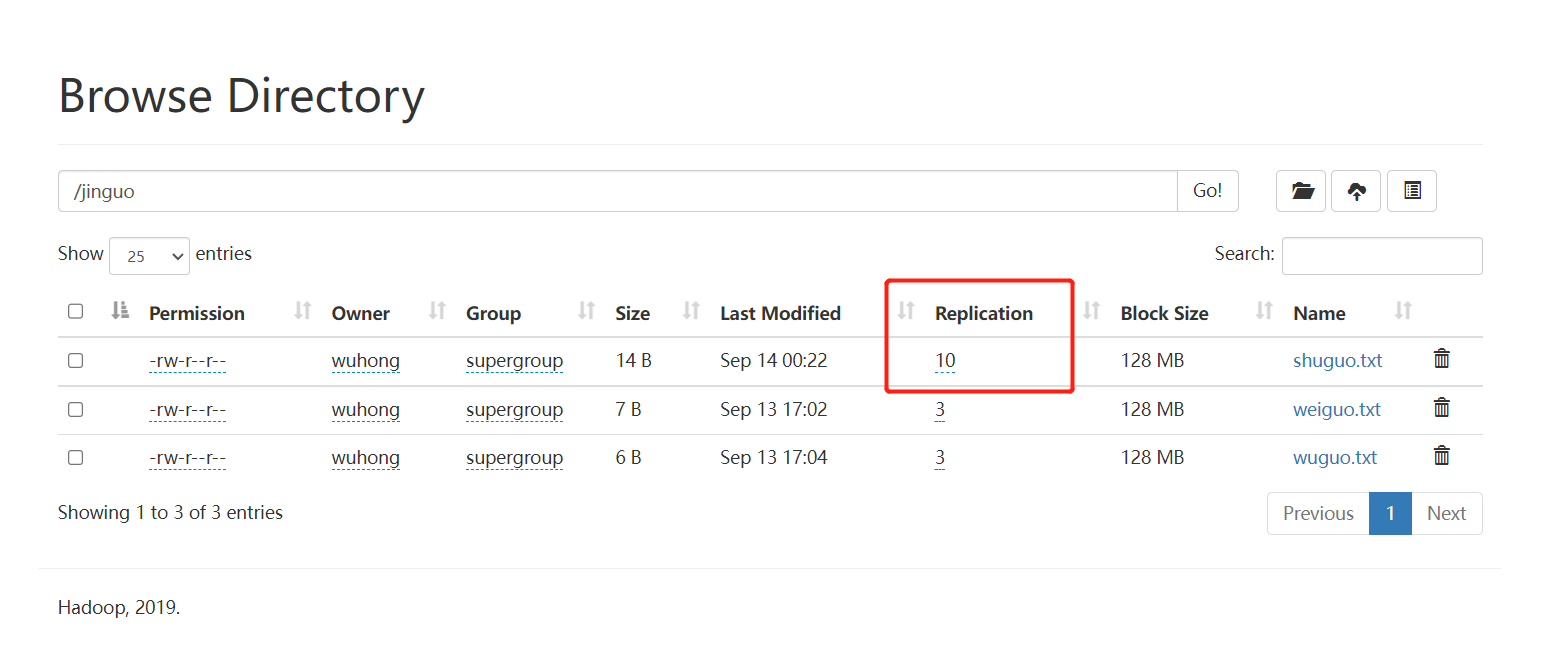 Browse Directory
/jinguo Go!
Show 25 entries Search:
Permission Owner Group Size Last Modified Replication Block Size Name
-rw-r--r-- wuhong supergroup 14 B Sep 14 00:22 10 128 MB shuguo.txt
-rw-r--r-- wuhong supergroup 7 B Sep 13 17:02 3 128 MB weiguo.txt
-rw-r--r-- wuhong supergroup 6 B Sep 13 17:04 3 128 MB wuguo.txt
Showing 1 to 3 of 3 entries Previous 1 Next
Hadoop, 2019.